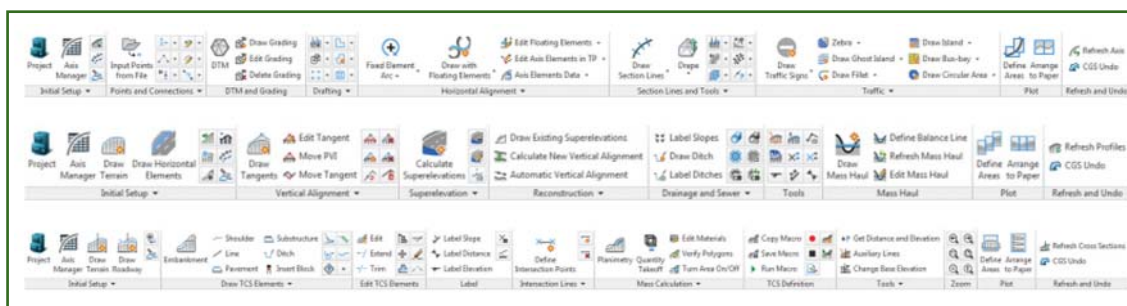 Project Axis Manager Input Points from File DTM Draw Grading Edit Grading Delete Grading Fixed Element Arc Draw with Floating Elements Edit Floating Elements Edit Axis Elements in TP Axis Elements Data Draw Section Lines Drape Draw Traffic Signs Zebra Draw Ghost Island Draw Fillet Draw Island Draw Bus-bay Draw Circular Area Define Areas Arrange to Paper Refresh Axis CGS Undo
Initial Setup Points and Connections DTM and Grading Drafting Horizontal Alignment Section Lines and Tools Traffic Plot Refresh and Undo
Project Axis Manager Draw Terrain Draw Horizontal Elements Draw Tangents Edit Tangent Move PVI Move Tangent Calculate Superelevations Draw Existing Superelevations Calculate New Vertical Alignment Automatic Vertical Alignment Label Slopes Draw Ditch Label Ditches Draw Mass Haul Define Balance Line Refresh Mass Haul Edit Mass Haul Define Areas Arrange to Paper Refresh Profiles CGS Undo
Initial Setup Vertical Alignment Superelevation Reconstruction Drainage and Sewer Tools Mass Haul Plot Refresh and Undo
Project Axis Manager Draw Terrain Draw Roadway Embankment Shoulder Line Pavement Substructure Ditch Insert Block Edit Extend Trim Label Slope Label Distance Label Elevation Define Intersection Points Planimetry Quantity Takeoff Edit Materials Verify Polygons Turn Area On/Off Copy Macro Save Macro Run Macro Get Distance and Elevation Auxiliary Lines Change Base Elevation Define Areas Arrange to Paper Refresh Cross Sections CGS Undo
Initial Setup Draw TCS Elements Edit TCS Elements Label Intersection Lines Mass Calculation TCS Definition Tools Zoom Plot Refresh and Undo